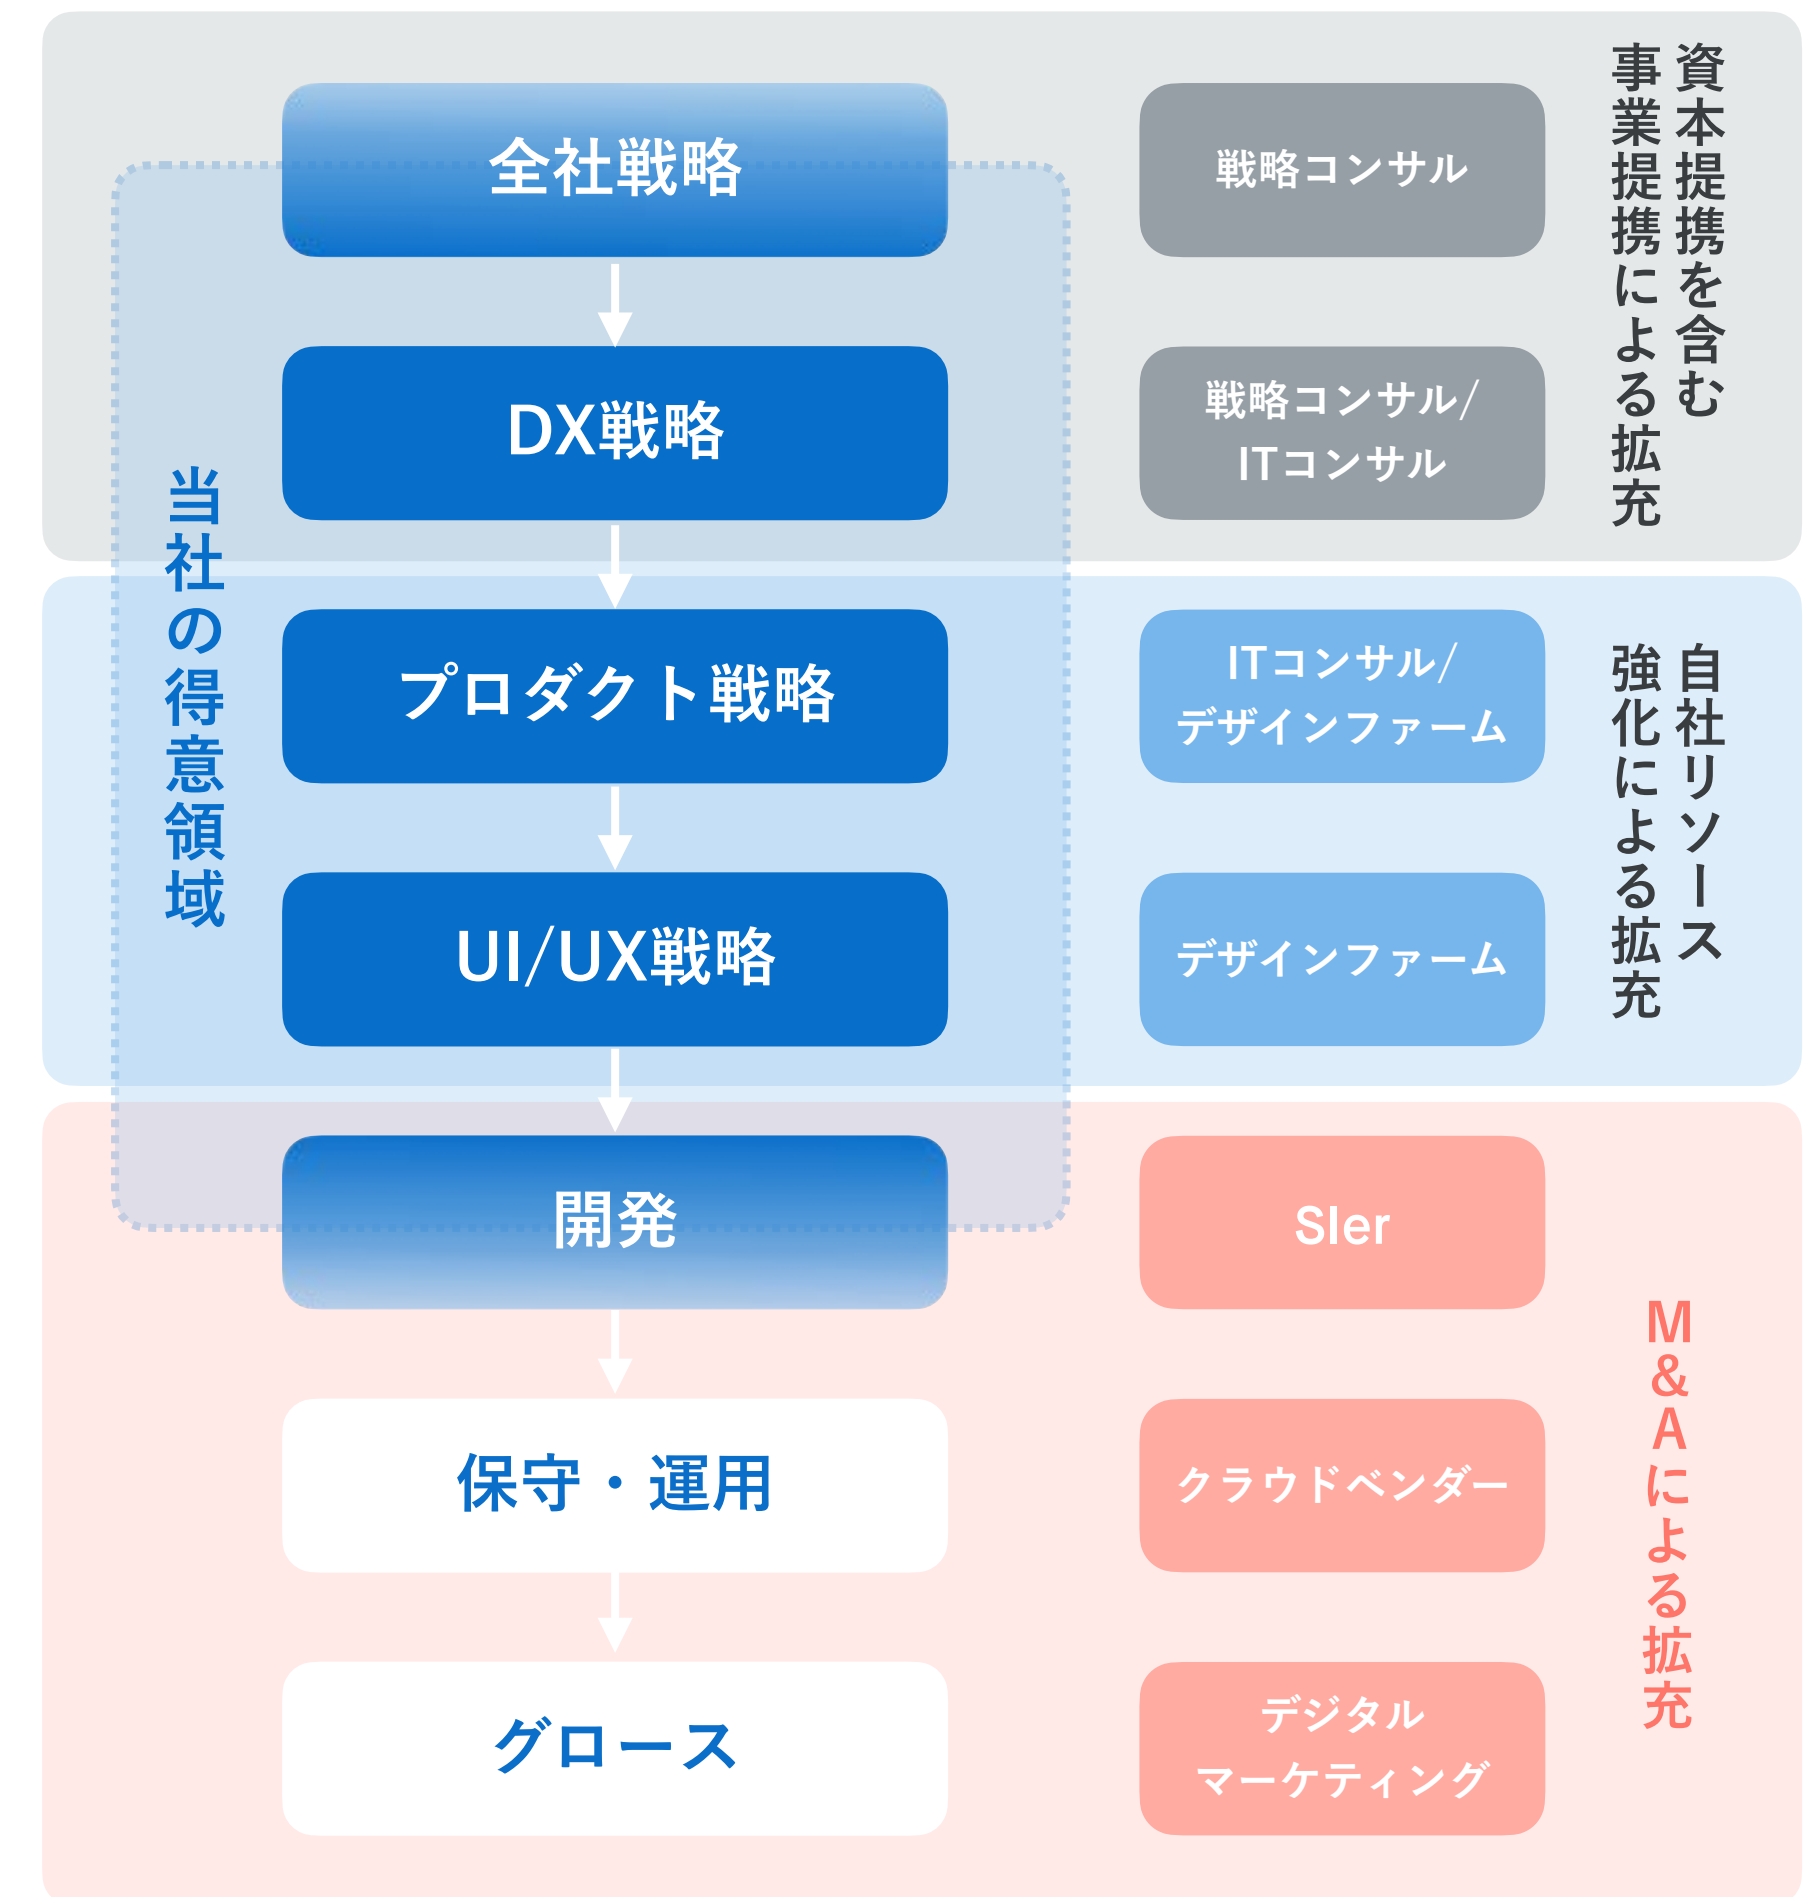 当社の得意領域
全社戦略
戦略コンサル
DX戦略
戦略コンサル/
ITコンサル
資本提携を含む
事業提携による拡充
プロダクト戦略
ITコンサル/
デザインファーム
UI/UX戦略
デザインファーム
自社リソース
強化による拡充
開発
SIer
保守・運用
クラウドベンダー
グロース
デジタル
マーケティング
M&Aによる拡充